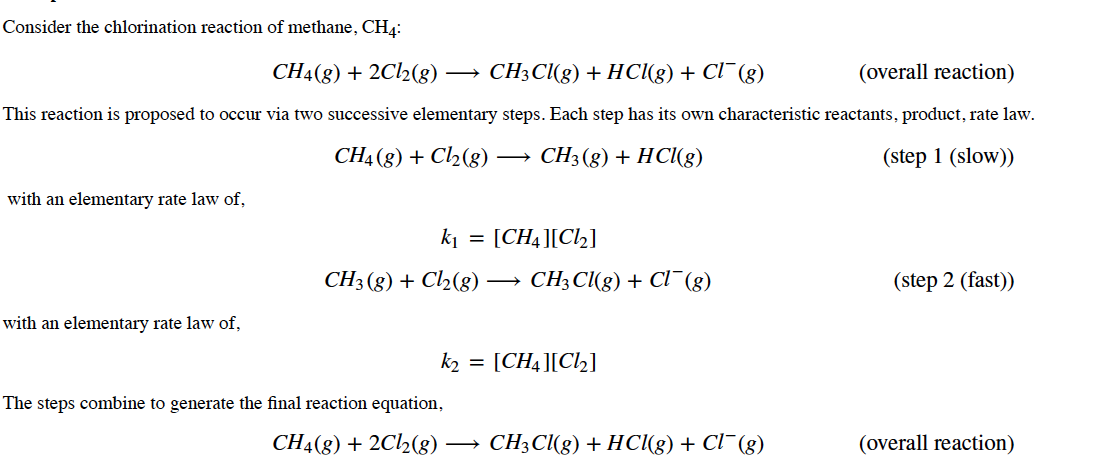 Consider the chlorination reaction of methane, CH₄:
CH₄(g) + 2Cl₂(g) ⟶ CH₃Cl(g) + HCl(g) + Cl⁻(g) (overall reaction)
This reaction is proposed to occur via two successive elementary steps. Each step has its own characteristic reactants, product, rate law.
CH₄(g) + Cl₂(g) ⟶ CH₃(g) + HCl(g) (step 1 (slow))
with an elementary rate law of,
k₁ = [CH₄][Cl₂]
CH₃(g) + Cl₂(g) ⟶ CH₃Cl(g) + Cl⁻(g) (step 2 (fast))
with an elementary rate law of,
k₂ = [CH₄][Cl₂]
The steps combine to generate the final reaction equation,
CH₄(g) + 2Cl₂(g) ⟶ CH₃Cl(g) + HCl(g) + Cl⁻(g) (overall reaction)